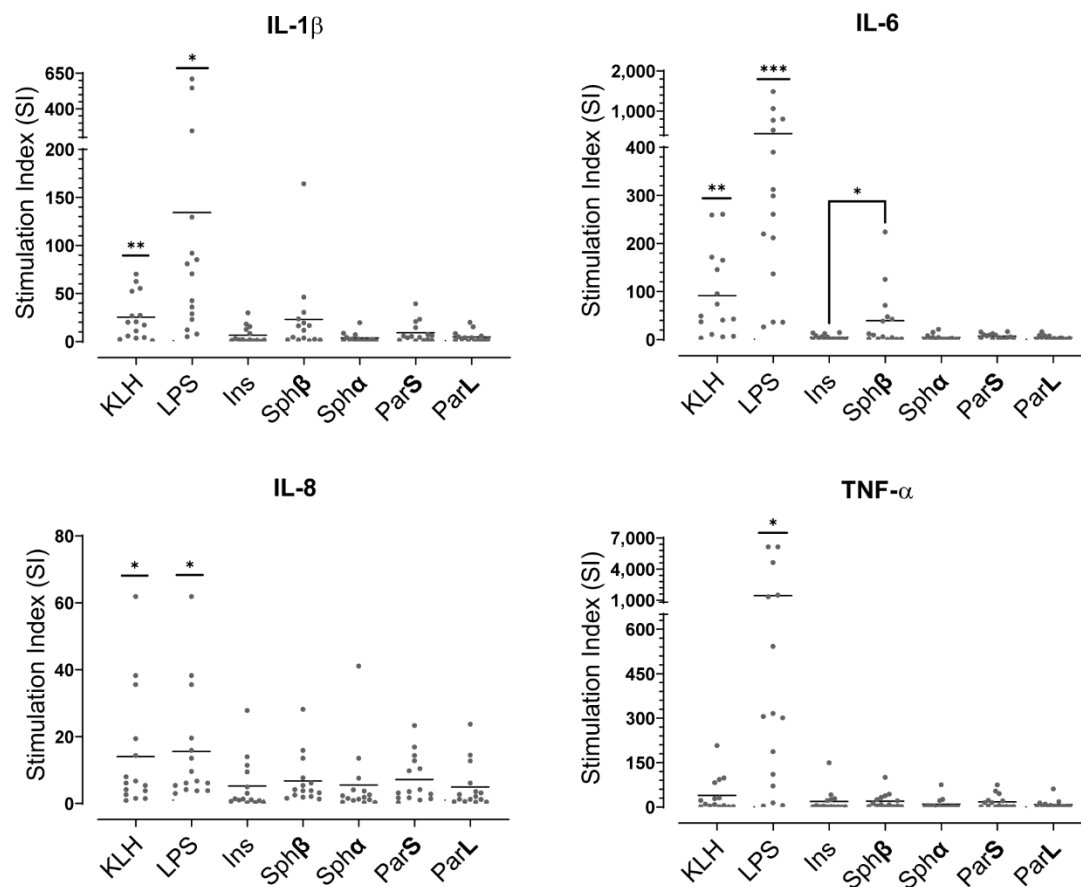 IL-1β
Stimulation Index (SI)
650
400
200
150
100
50
0
**
*
KLH
LPS
Ins
Sphβ
Sphα
ParS
ParL
IL-6
Stimulation Index (SI)
2,000
1,000
400
300
200
100
0
**
***
*
KLH
LPS
Ins
Sphβ
Sphα
ParS
ParL
IL-8
Stimulation Index (SI)
80
60
40
20
0
*
*
KLH
LPS
Ins
Sphβ
Sphα
ParS
ParL
TNF-α
Stimulation Index (SI)
7,000
4,000
1,000
600
450
300
150
0
*
KLH
LPS
Ins
Sphβ
Sphα
ParS
ParL